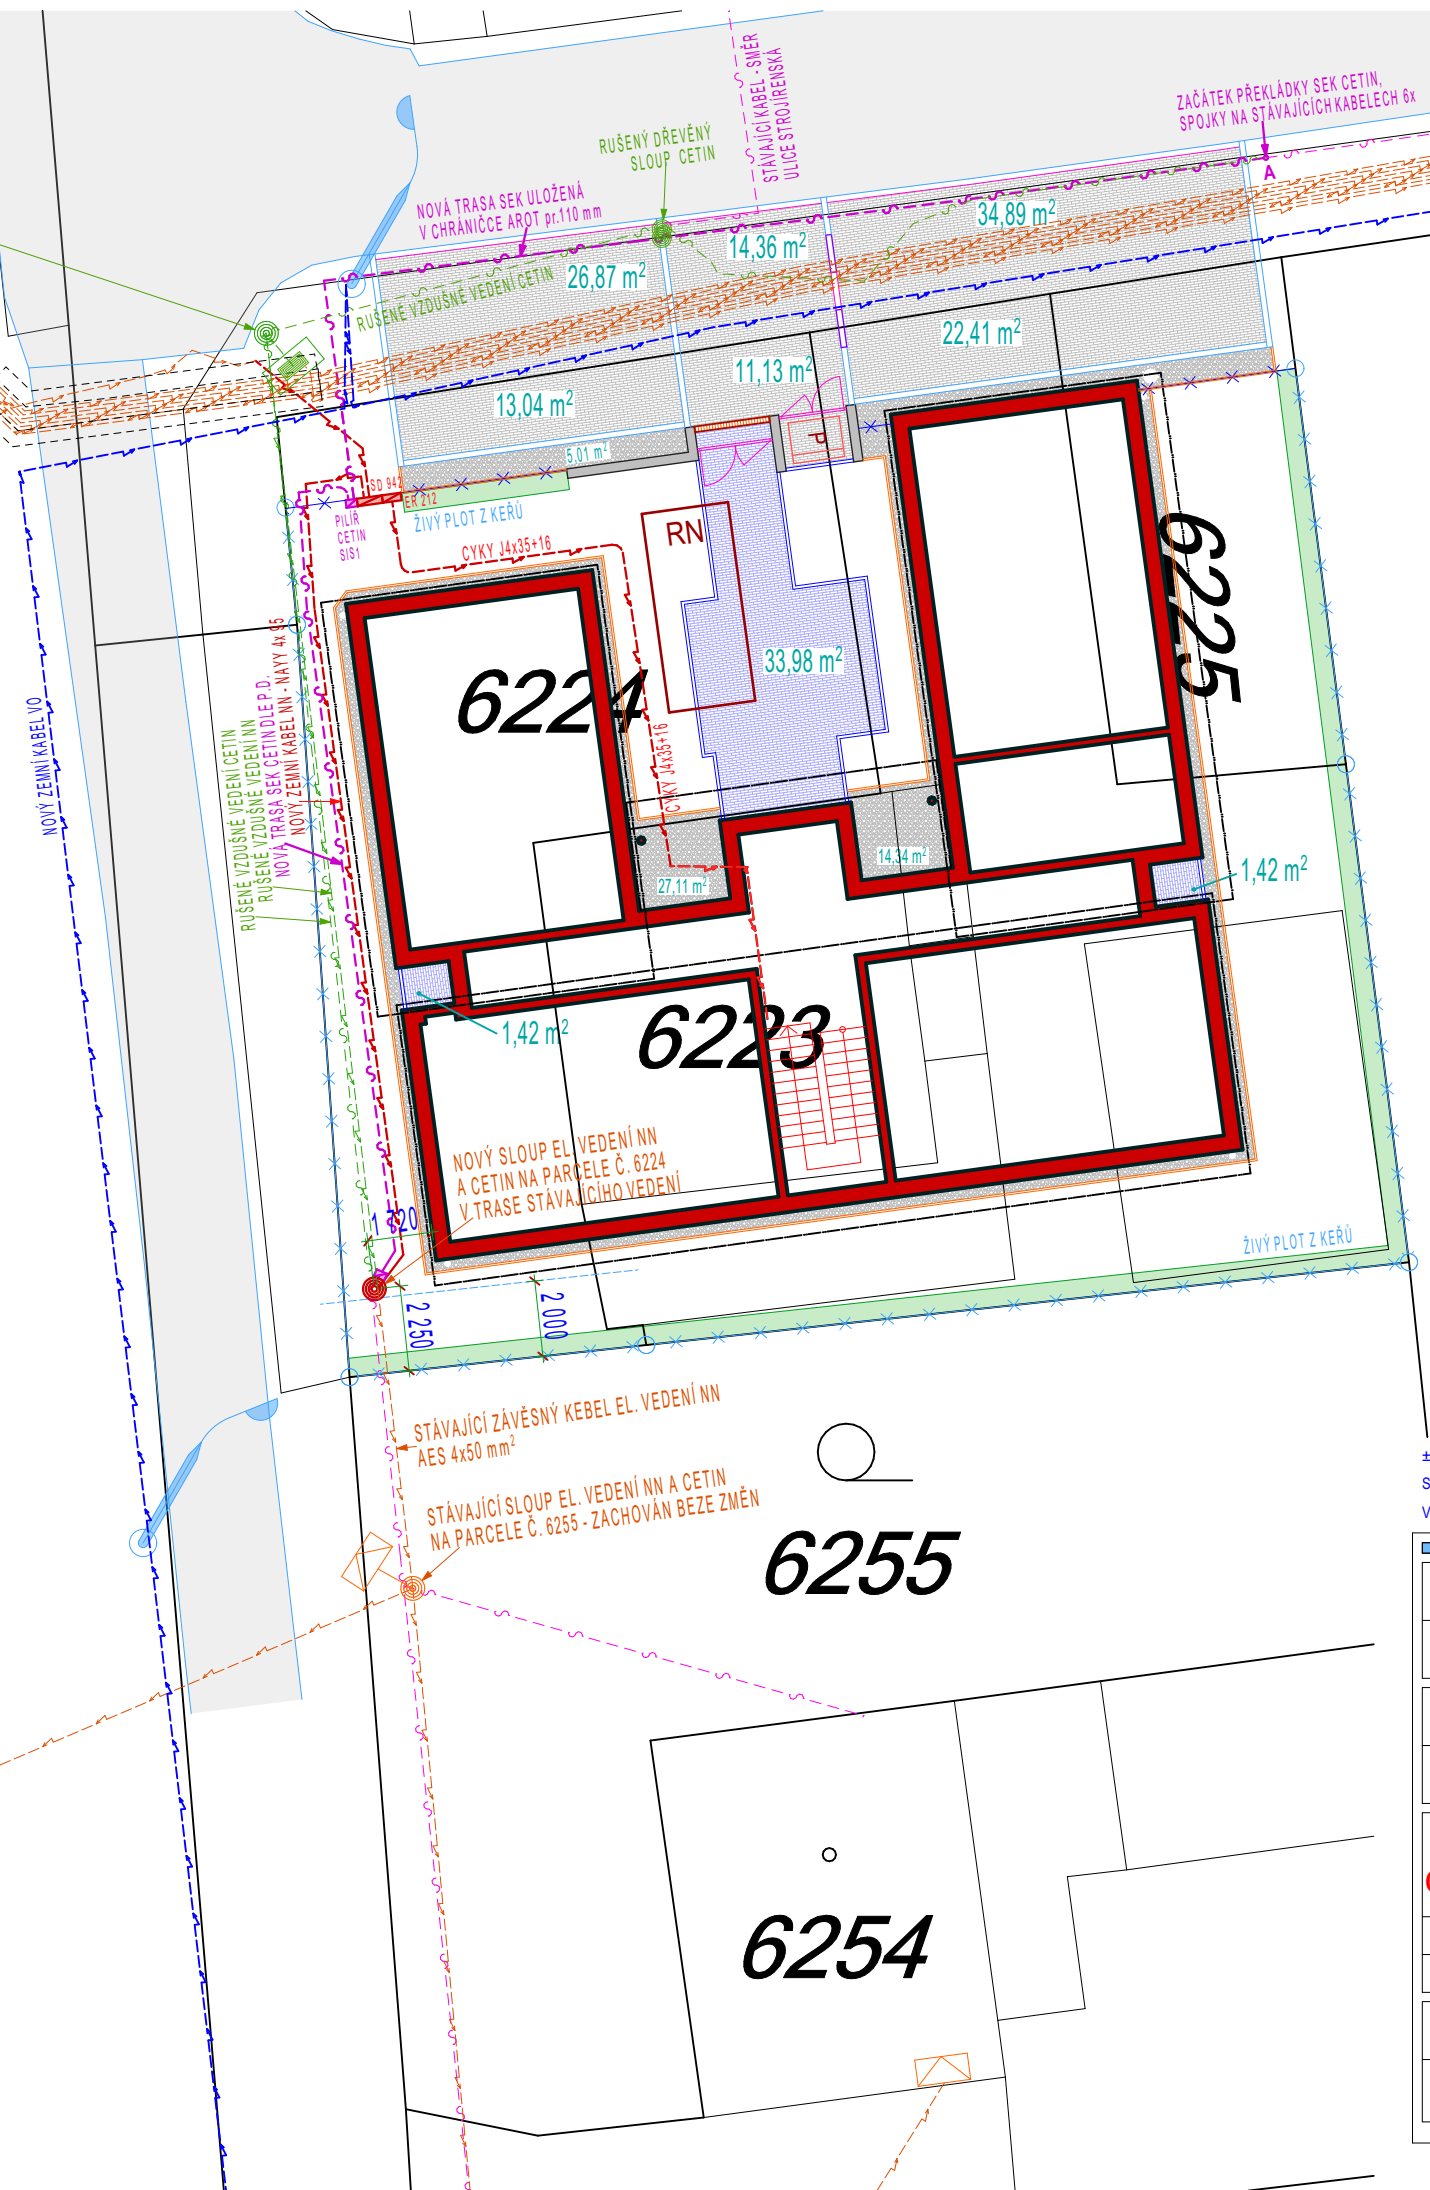 STÁVAJÍCÍ KABEL - SMĚR
ULICE STROJÍRENSKÁ
ZAČÁTEK PŘEKLÁDKY SEK CETIN,
SPOJKY NA STÁVAJÍCÍCH KABELECH 6x
A
RUŠENÝ DŘEVĚNÝ
SLOUP CETIN
NOVÁ TRASA SEK ULOŽENÁ
V CHRÁNIČCE AROT pr.110 mm
RUŠENÉ VZDUŠNÉ VEDENÍ CETIN
26,87 m²
14,36 m²
34,89 m²
22,41 m²
11,13 m²
13,04 m²
5,01 m²
P
SD 942
ER 212
PILÍŘ
CETIN
SIS1
ŽIVÝ PLOT Z KEŘŮ
CYKY J4x35+16
RN
6225
6224
33,98 m²
CYKY J4x35+16
NOVÝ ZEMNÍ KABEL VO
RUŠENÉ VZDUŠNÉ VEDENÍ CETIN
RUŠENÉ VZDUŠNÉ VEDENÍ NN
NOVÁ TRASA SEK CETIN DLE P.D.
NOVÝ ZEMNÍ KABEL NN - NAYY 4x 95
27,11 m²
14,34 m²
1,42 m²
1,42 m²
6223
NOVÝ SLOUP EL. VEDENÍ NN
A CETIN NA PARCELE Č. 6224
V TRASE STÁVAJÍCÍHO VEDENÍ
1 720
2 250
2 000
ŽIVÝ PLOT Z KEŘŮ
STÁVAJÍCÍ ZÁVĚSNÝ KEBEL EL. VEDENÍ NN
AES 4x50 mm²
STÁVAJÍCÍ SLOUP EL. VEDENÍ NN A CETIN
NA PARCELE Č. 6255 - ZACHOVÁN BEZE ZMĚN
±
S
V
6255
6254